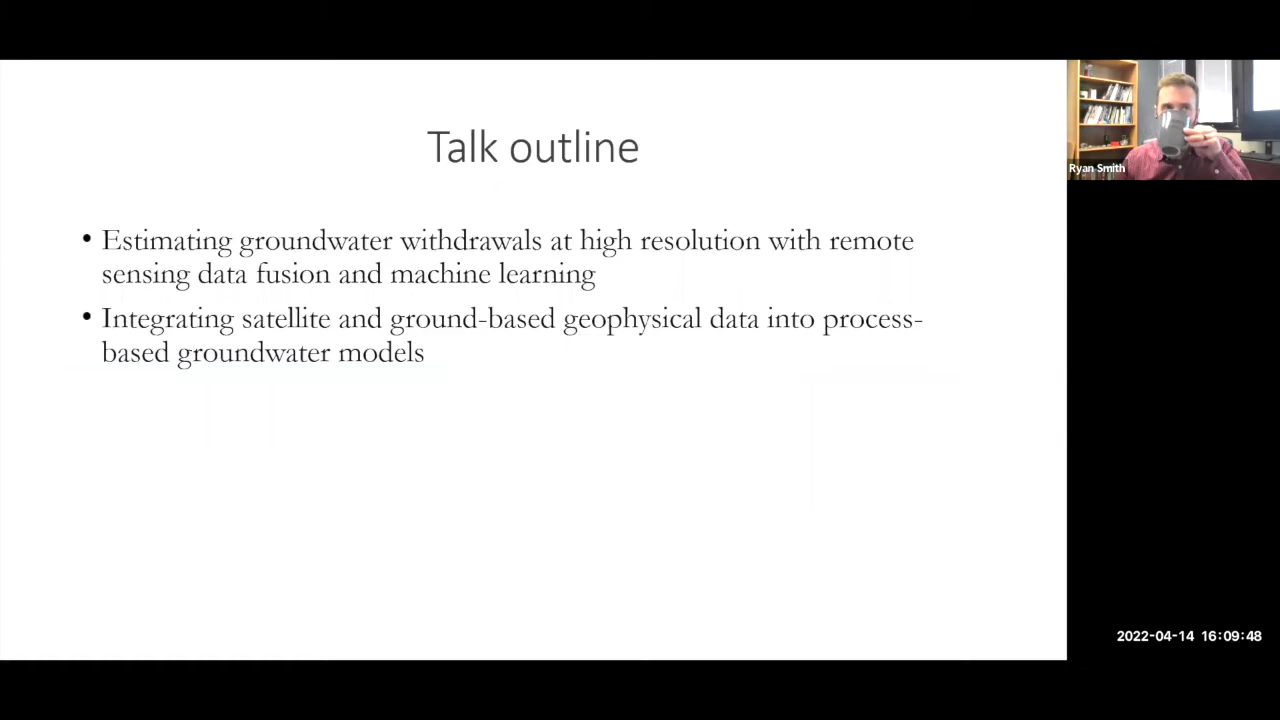 Talk outline
• Estimating groundwater withdrawals at high resolution with remote
sensing data fusion and machine learning
• Integrating satellite and ground-based geophysical data into process-
based groundwater models
Ryan Smith
2022-04-14 16:09:48